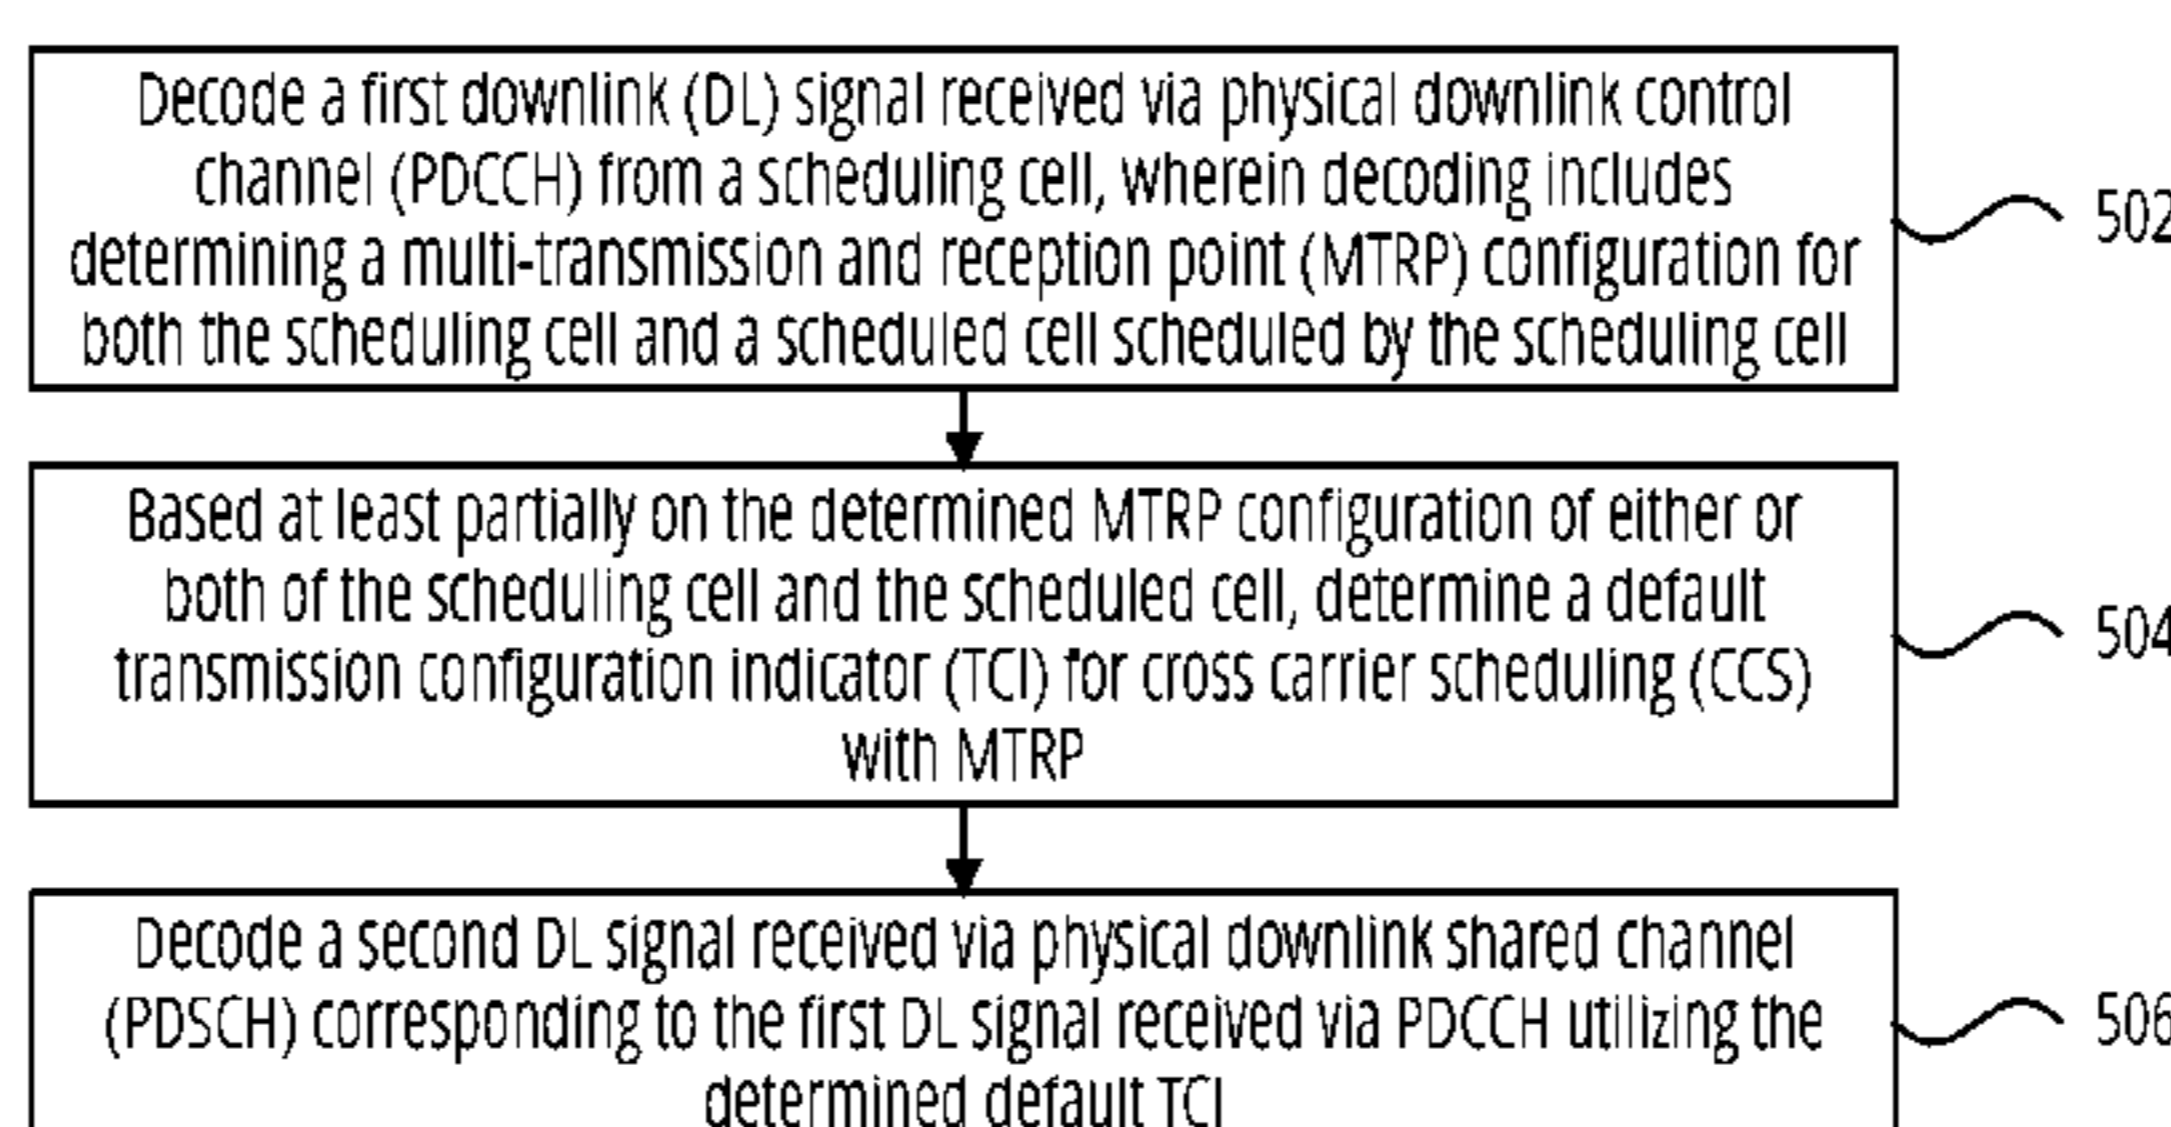 Decode a first downlink (DL) signal received via physical downlink control
channel (PDCCH) from a scheduling cell, wherein decoding includes
determining a multi-transmission and reception point (MTRP) configuration for
both the scheduling cell and a scheduled cell scheduled by the scheduling cell
502
Based at least partially on the determined MTRP configuration of either or
both of the scheduling cell and the scheduled cell, determine a default
transmission configuration indicator (TCI) for cross carrier scheduling (CCS)
with MTRP
504
Decode a second DL signal received via physical downlink shared channel
(PDSCH) corresponding to the first DL signal received via PDCCH utilizing the
determined default TCI
506